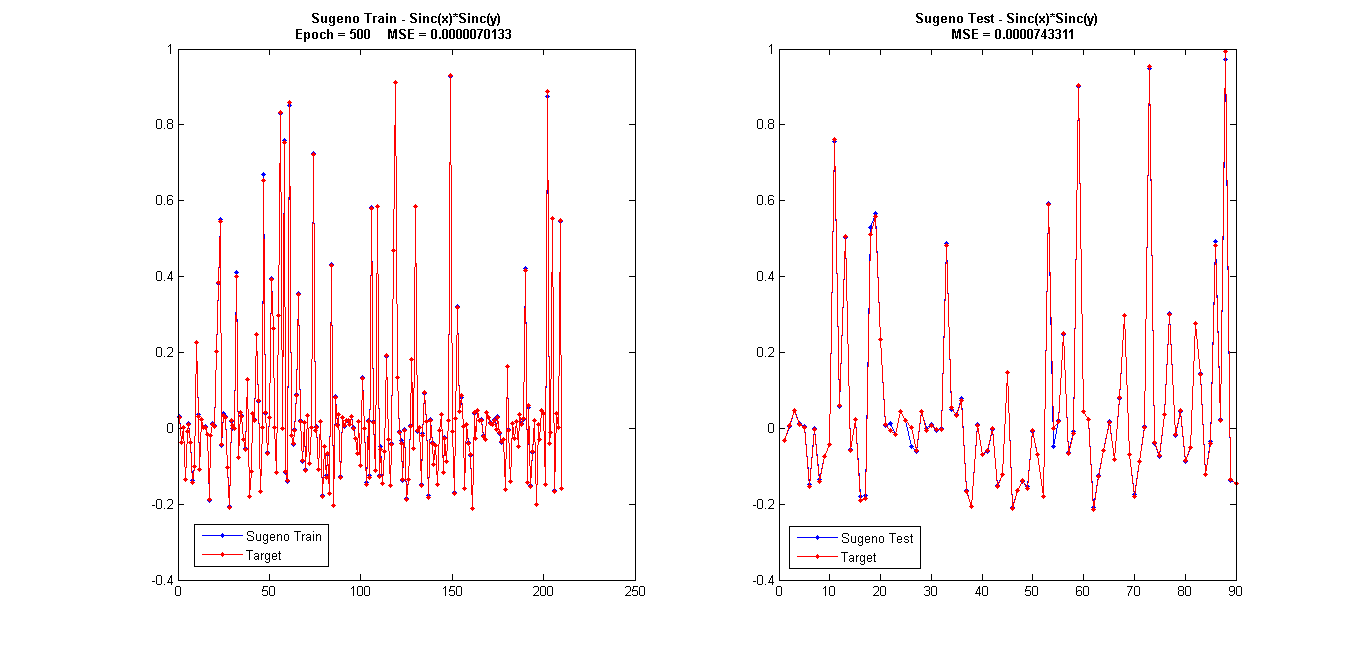 Sugeno Train - Sinc(x)*Sinc(y)
Epoch = 500 MSE = 0.0000070133
1
0.8
0.6
0.4
0.2
0
-0.2
-0.4
0 50 100 150 200 250
Sugeno Train
Target
Sugeno Test - Sinc(x)*Sinc(y)
MSE = 0.0000743311
1
0.8
0.6
0.4
0.2
0
-0.2
-0.4
0 10 20 30 40 50 60 70 80 90
Sugeno Test
Target